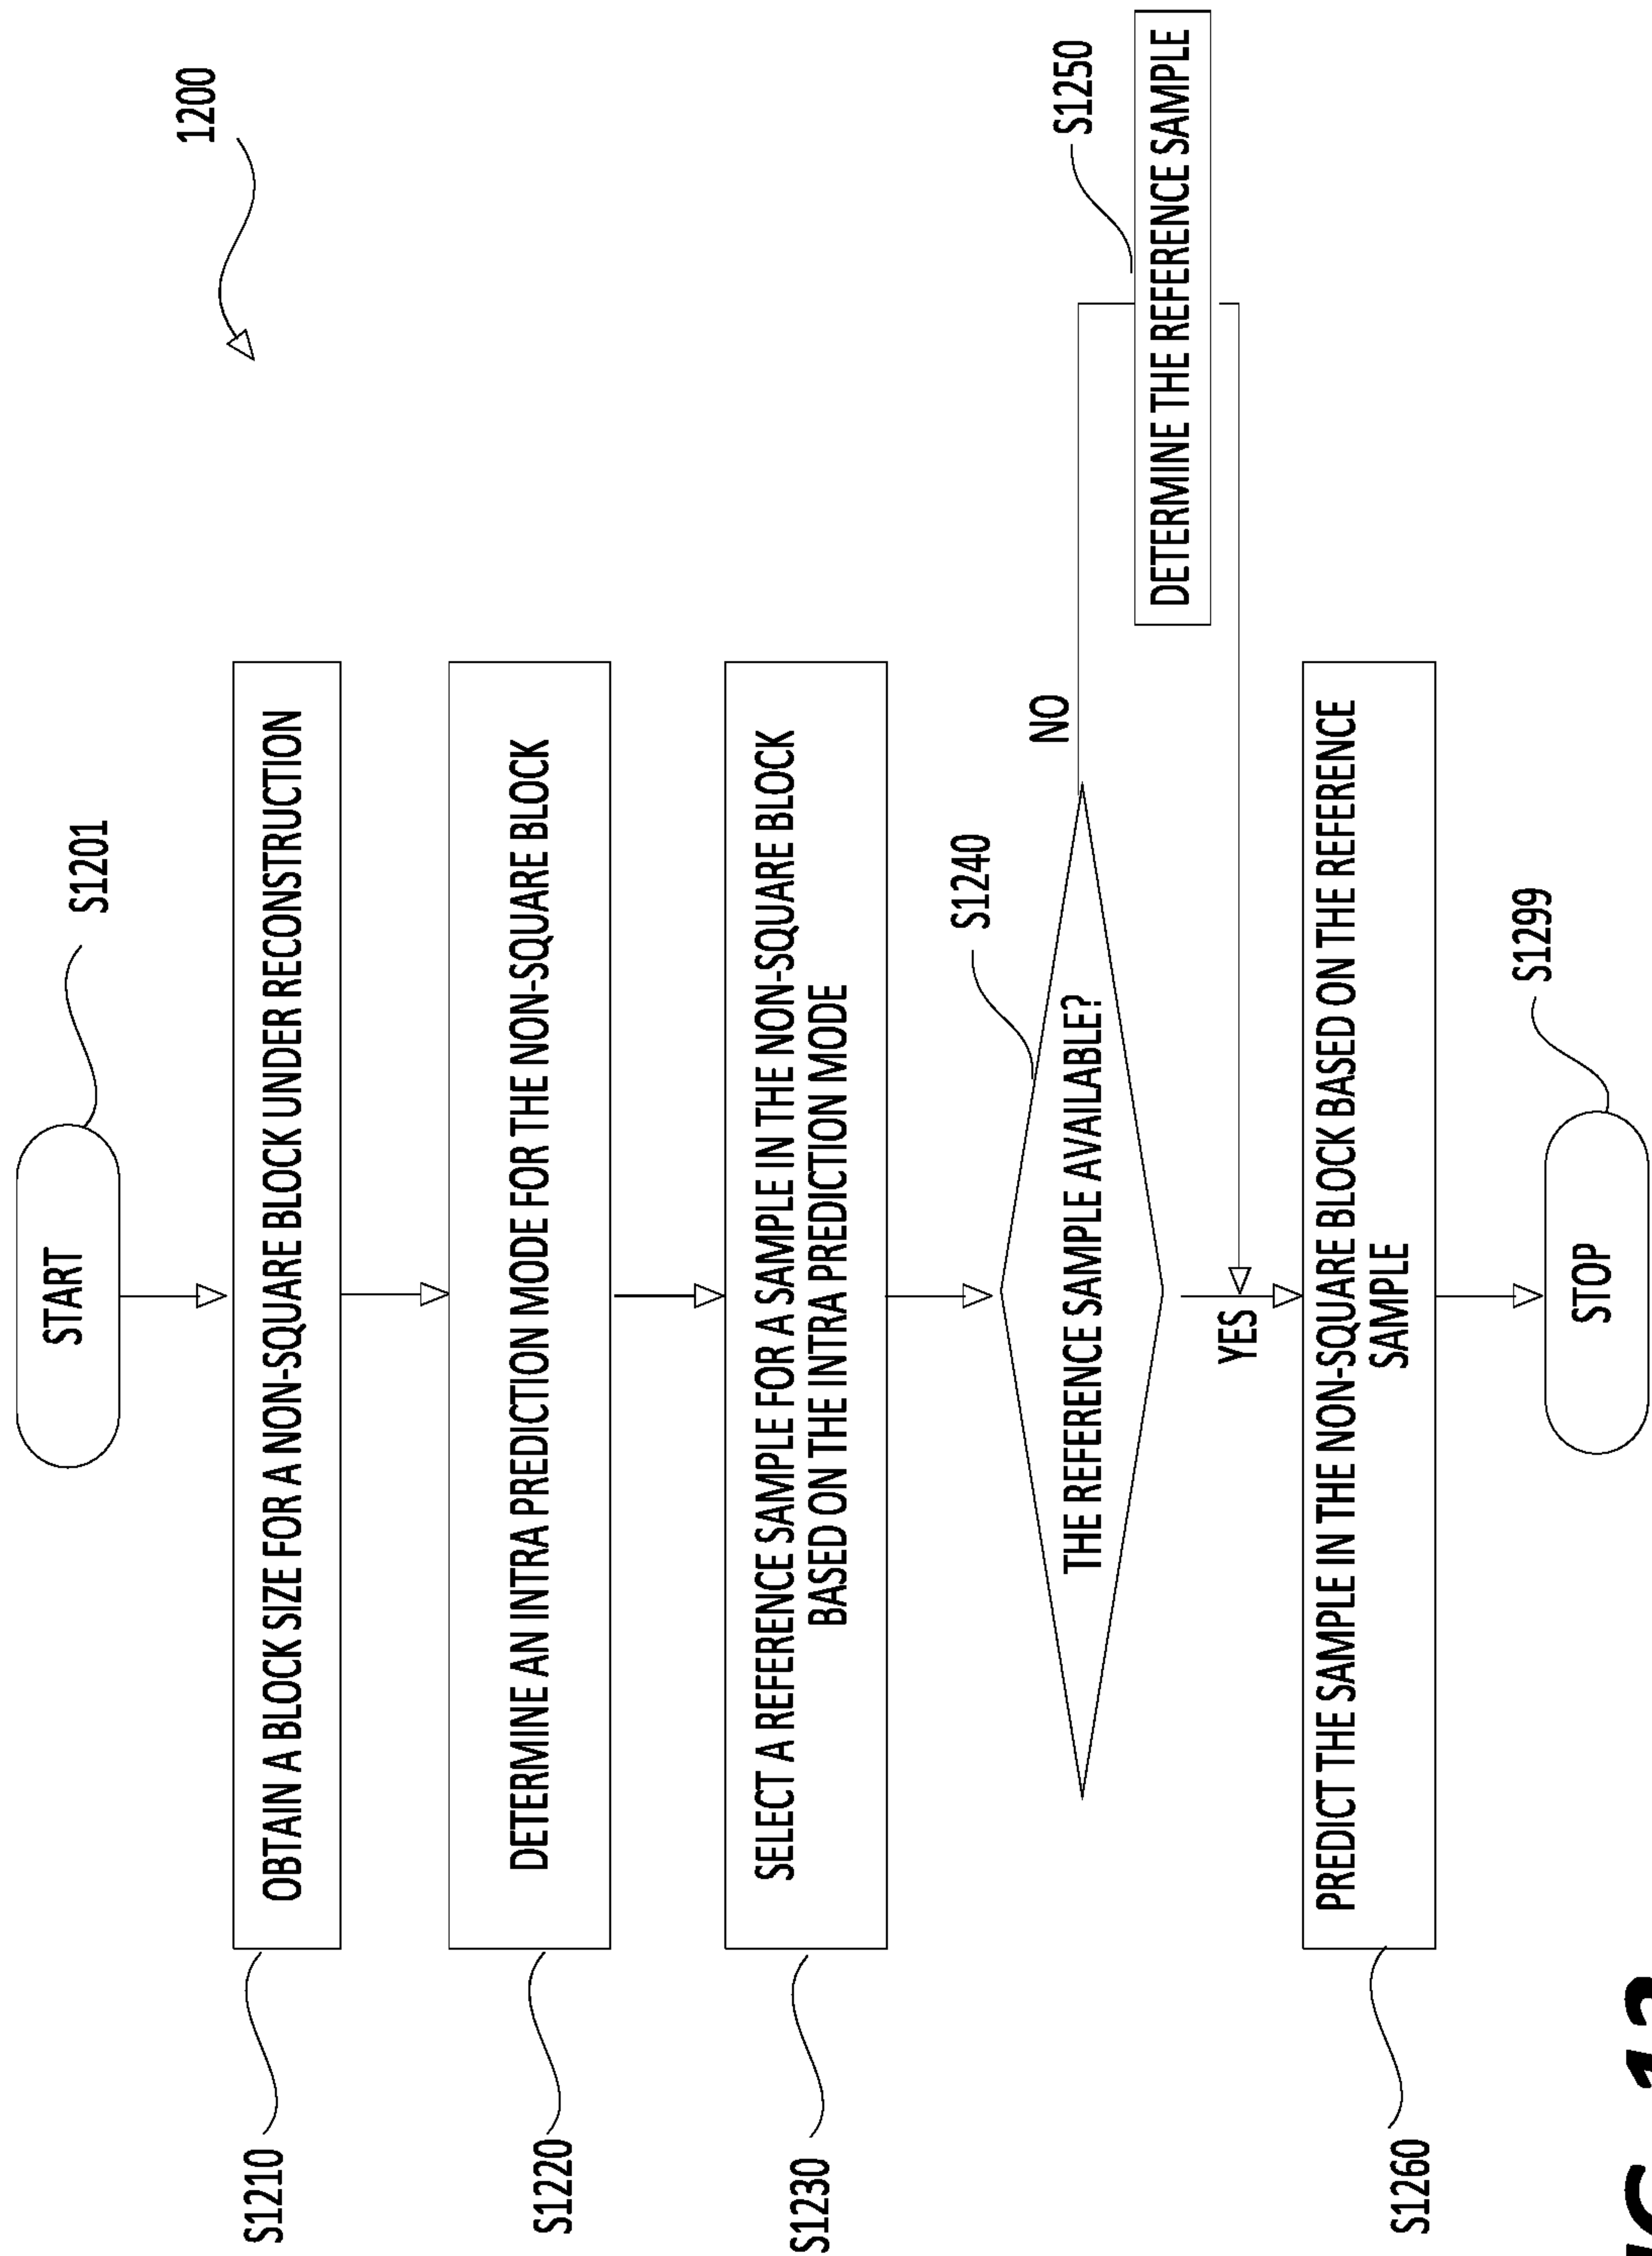 1200
START
S1201
S1210
OBTAIN A BLOCK SIZE FOR A NON-SQUARE BLOCK UNDER RECONSTRUCTION
S1220
DETERMINE AN INTRA PREDICTION MODE FOR THE NON-SQUARE BLOCK
S1230
SELECT A REFERENCE SAMPLE FOR A SAMPLE IN THE NON-SQUARE BLOCK
BASED ON THE INTRA PREDICTION MODE
S1240
THE REFERENCE SAMPLE AVAILABLE?
NO
S1250
DETERMINE THE REFERENCE SAMPLE
YES
S1260
PREDICT THE SAMPLE IN THE NON-SQUARE BLOCK BASED ON THE REFERENCE
SAMPLE
S1299
STOP